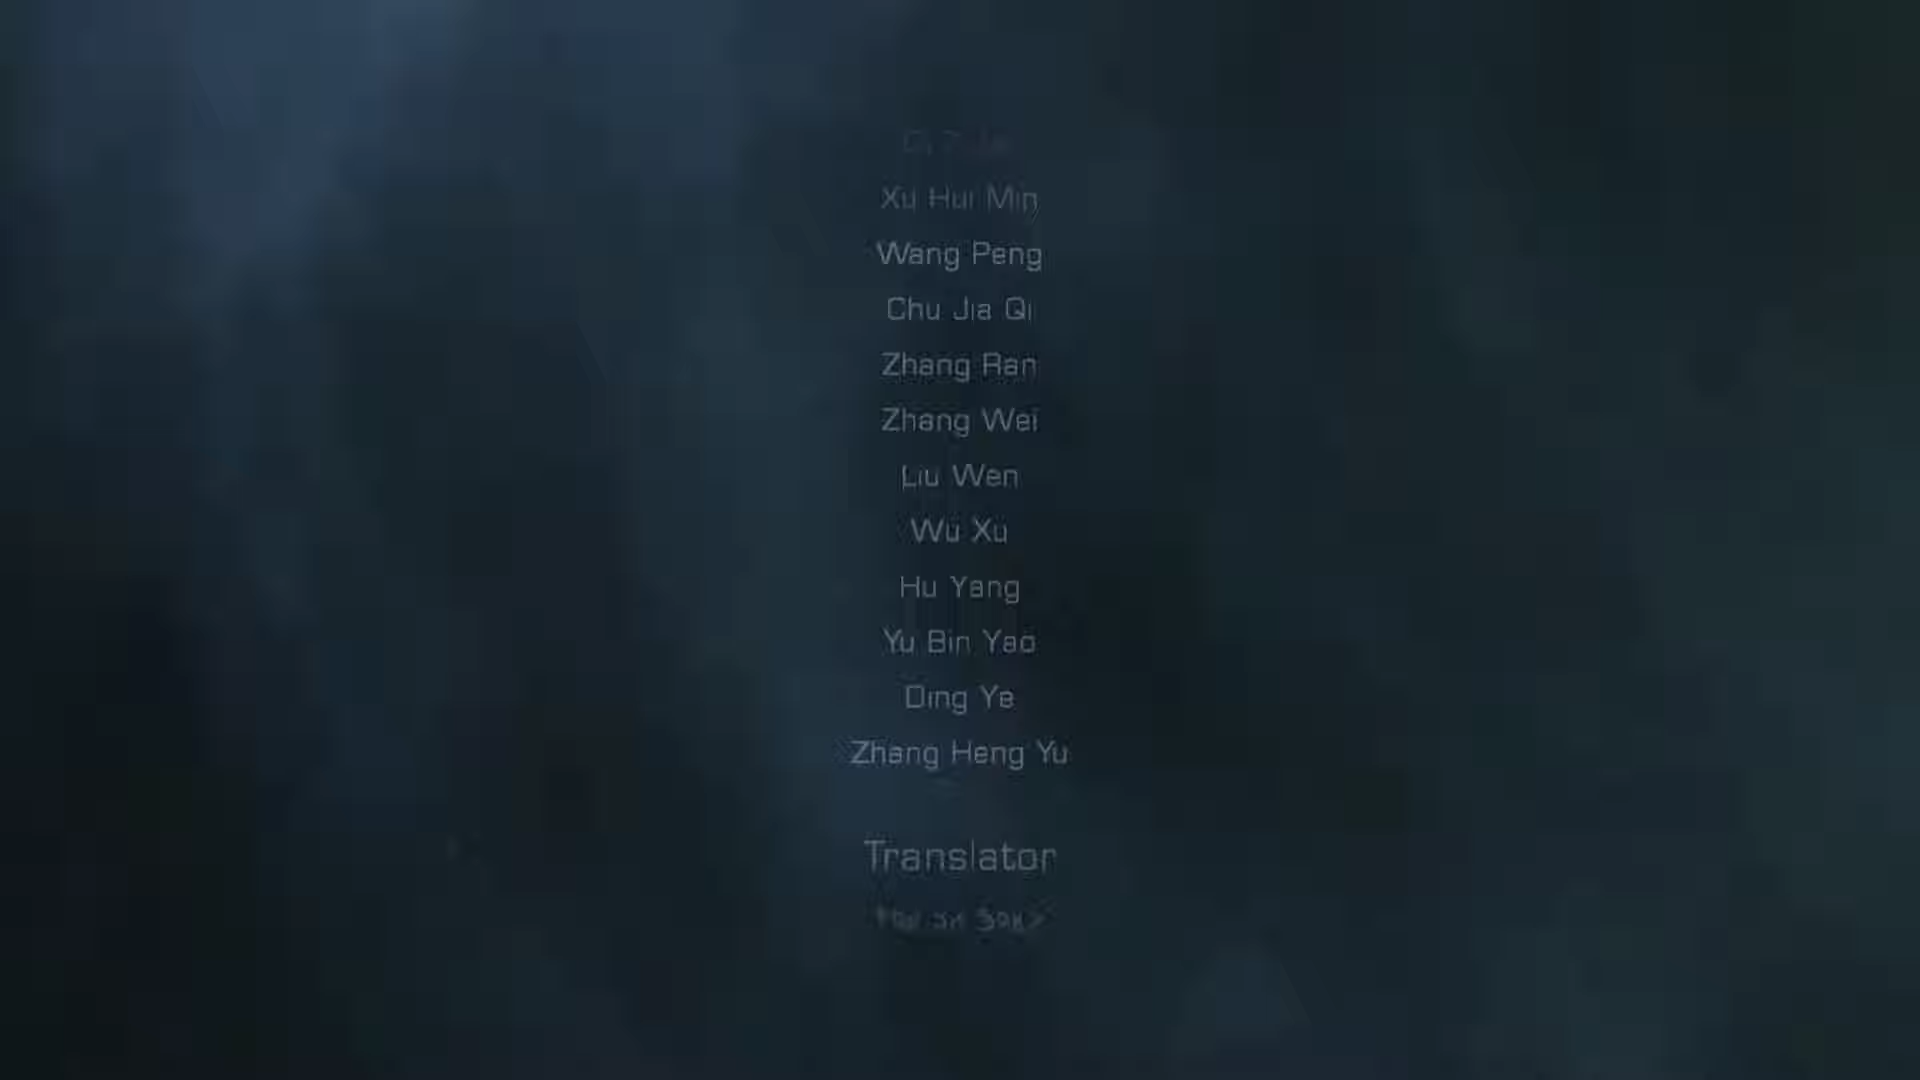 Xu Hui Min
Wang Peng
Chu Jia Qi
Zhang Ran
Zhang Wei
Liu Wen
Wu Xu
Hu Yang
Yu Bin Yao
Ding Ye
Zhang Heng Yu
Translator